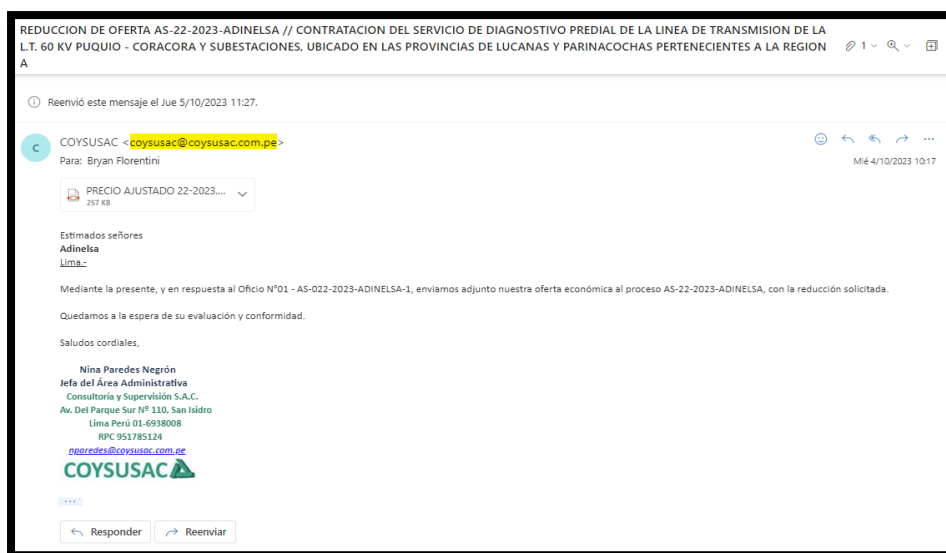 REDUCCION DE OFERTA AS-22-2023-ADINELSA // CONTRATACION DEL SERVICIO DE DIAGNOSTIVO PREDIAL DE LA LINEA DE TRANSMISION DE LA
L.T. 60 KV PUQUIO - CORACORA Y SUBESTACIONES, UBICADO EN LAS PROVINCIAS DE LUCANAS Y PARINACOCHAS PERTENECIENTES A LA REGION
A
1
Reenvió este mensaje el Jue 5/10/2023 11:27.
C
COYSUSAC <coysusac@coysusac.com.pe>
Para: Bryan Florentini
Mié 4/10/2023 10:17
PRECIO AJUSTADO 22-2023....
257 KB
Estimados señores
Adinelsa
Lima.-
Mediante la presente, y en respuesta al Oficio N°01 - AS-022-2023-ADINELSA-1, enviamos adjunto nuestra oferta económica al proceso AS-22-2023-ADINELSA, con la reducción solicitada.
Quedamos a la espera de su evaluación y conformidad.
Saludos cordiales,
Nina Paredes Negrón
Jefa del Área Administrativa
Consultoría y Supervisión S.A.C.
Av. Del Parque Sur Nº 110, San Isidro
Lima Perú 01-6938008
RPC 951785124
nparedes@coysusac.com.pe
COYSUSAC
...
Responder
Reenviar